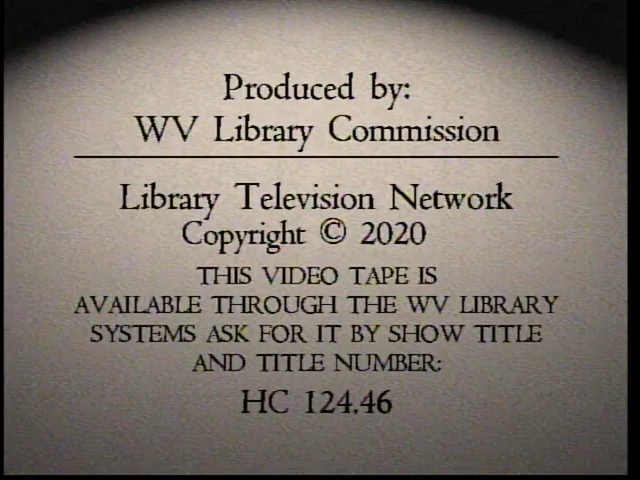 Produced by:
WV Library Commission
Library Television Network
Copyright © 2020
THIS VIDEO TAPE IS
AVAILABLE THROUGH THE WV LIBRARY
SYSTEMS ASK FOR IT BY SHOW TITLE
AND TITLE NUMBER:
HC 124.46